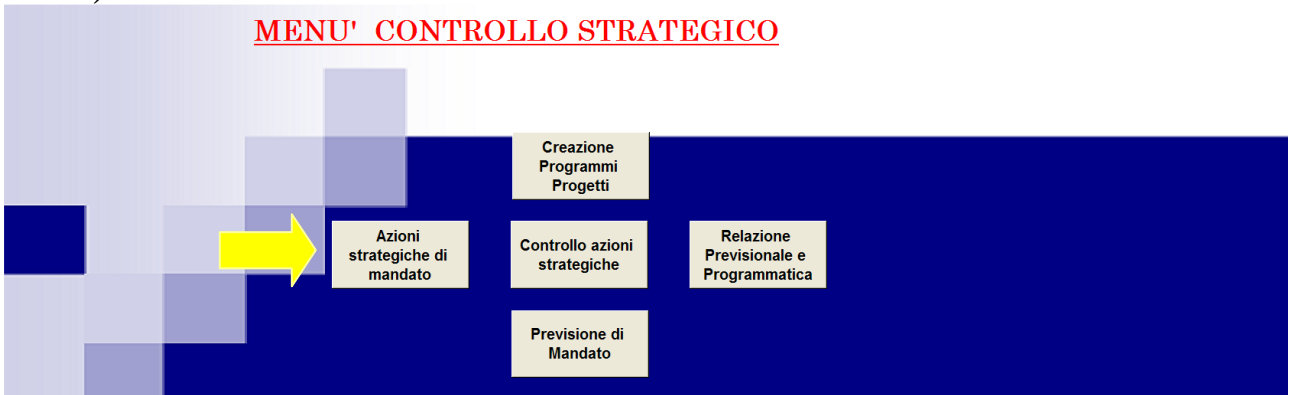 MENU' CONTROLLO STRATEGICO
Creazione
Programmi
Progetti
Azioni
strategiche di
mandato
Controllo azioni
strategiche
Relazione
Previsionale e
Programmatica
Previsione di
Mandato